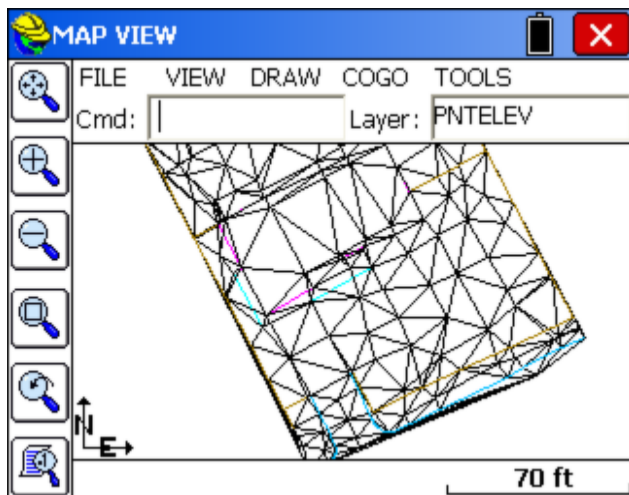 MAP VIEW
FILE VIEW DRAW COGO TOOLS
Cmd: Layer: PNTELEV
N
E
70 ft